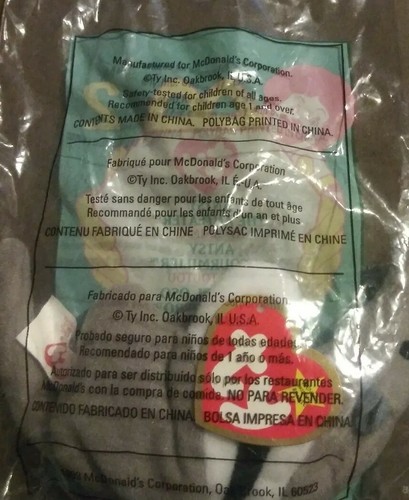 Manufactured for McDonald's Corporation.
©Ty Inc. Oakbrook, IL U.S.A.
Safety-tested for children of all ages.
Recommended for children age 1 and over.
CONTENTS MADE IN CHINA. POLYBAG PRINTED IN CHINA.
Fabriqué pour McDonald's Corporation
©Ty Inc. Oakbrook, IL É.-U.A.
Testé sans danger pour les enfants de tout âge
Recommandé pour les enfants d'un an et plus
CONTENU FABRIQUÉ EN CHINE POLYSAC IMPRIMÉ EN CHINE
ANTSY
Fabricado para McDonald's Corporation
© Ty Inc. Oakbrook, IL U.S.A.
Probado seguro para niños de todas edades.
Recomendado para niños de 1 año o más.
Autorizado para ser distribuido sólo por los restaurantes
McDonald's con la compra de comida. NO PARA REVENDER.
CONTENIDO FABRICADO EN CHINA BOLSA IMPRESA EN CHINA
McDonald's Corporation, Oak Brook, IL 60523